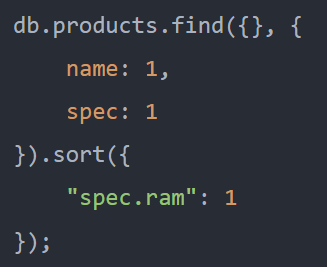 db.products.find({}, {
    name: 1,
    spec: 1
}).sort({
    "spec.ram": 1
});